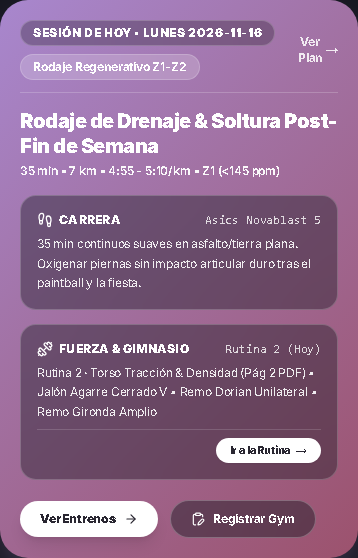 SESIÓN DE HOY • LUNES 2026-11-16
Ver
Plan →
Rodaje Regenerativo Z1-Z2
Rodaje de Drenaje & Soltura Post-
Fin de Semana
35 min • 7 km • 4:55 - 5:10/km • Z1 (<145 ppm)
CARRERA
Asics Novablast 5
35 min continuos suaves en asfalto/tierra plana.
Oxigenar piernas sin impacto articular duro tras el
paintball y la fiesta.
FUERZA & GIMNASIO
Rutina 2 (Hoy)
Rutina 2 · Torso Tracción & Densidad (Pág 2 PDF) •
Jalón Agarre Cerrado V • Remo Dorian Unilateral •
Remo Gironda Amplio
Ir a la Rutina →
Ver Entrenos →
Registrar Gym